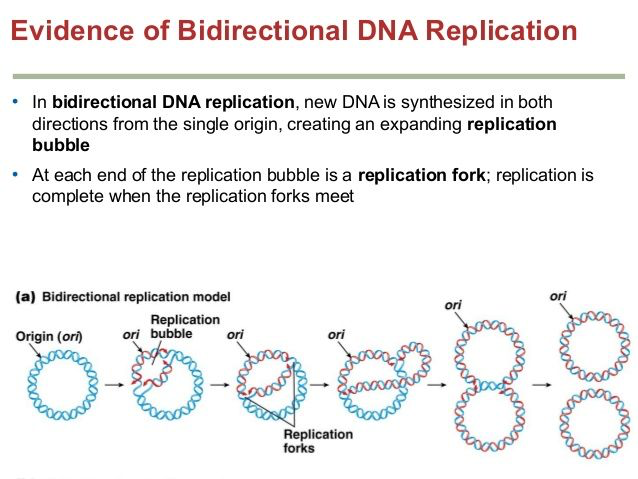 Evidence of Bidirectional DNA Replication
• In bidirectional DNA replication, new DNA is synthesized in both
directions from the single origin, creating an expanding replication
bubble
• At each end of the replication bubble is a replication fork; replication is
complete when the replication forks meet
(a) Bidirectional replication model
Origin (ori)
ori
Replication
bubble
ori
ori
ori
ori
Replication
forks